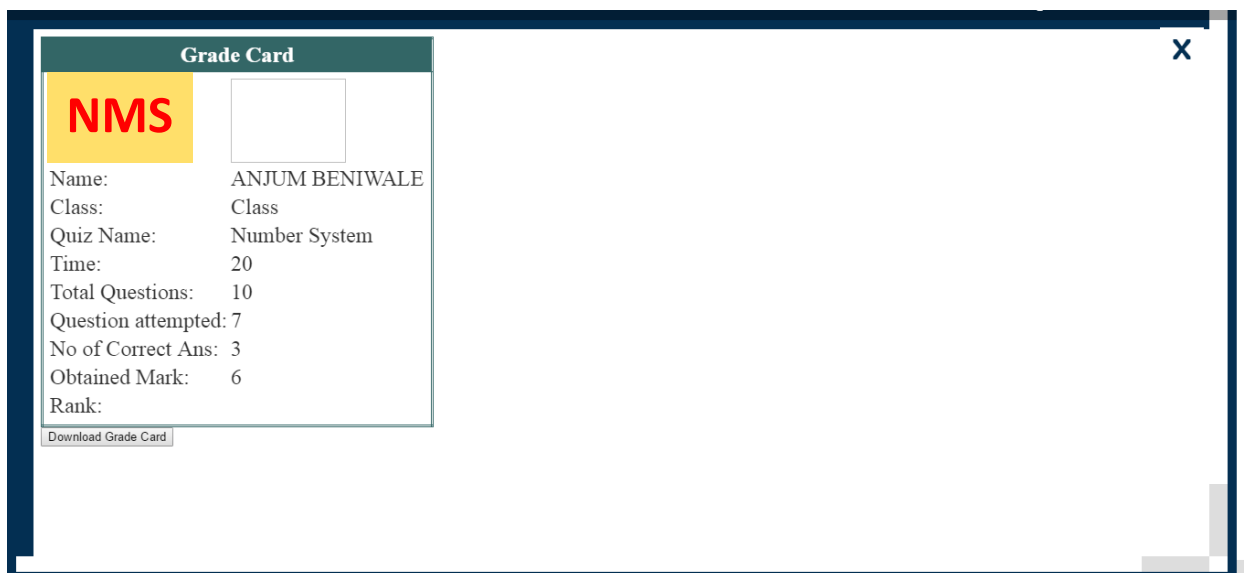 Grade Card
X
NMS
Name: ANJUM BENIWALE
Class: Class
Quiz Name: Number System
Time: 20
Total Questions: 10
Question attempted: 7
No of Correct Ans: 3
Obtained Mark: 6
Rank:
Download Grade Card